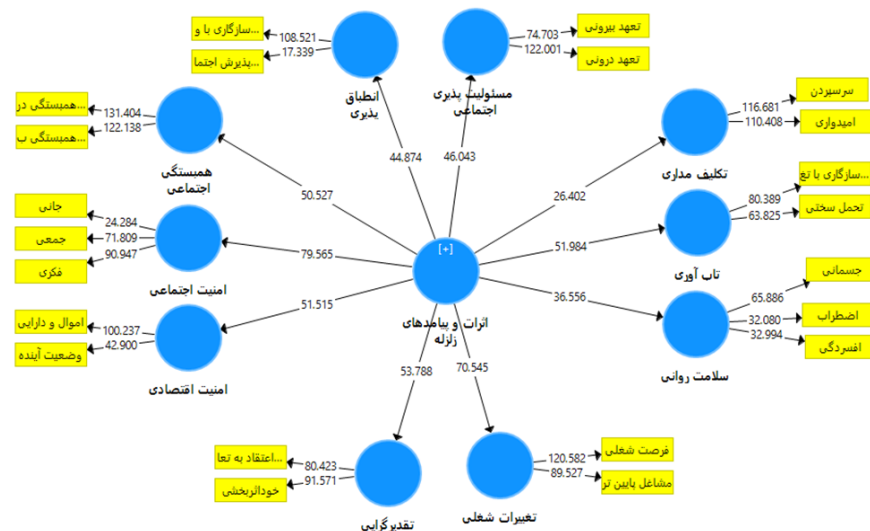 سازگاری با و...
108.521
17.339
پذیرش اجتما...
انطباق
پذیری
تعهد بیرونی
74.703
122.001
تعهد درونی
مسئولیت پذیری
اجتماعی
همبستگی در...
131.404
122.138
همبستگی ب...
همبستگی
اجتماعی
سرسپردن
116.681
110.408
امیدواری
تکلیف مداری
44.874
46.043
50.527
26.402
جانی
24.284
جمعی
71.809
فکری
90.947
امنیت اجتماعی
79.565
سازگاری با تغ...
80.389
63.825
تحمل سختی
تاب آوری
51.984
[+]
اثرات و پیامدهای
زلزله
51.515
36.556
اموال و دارایی
100.237
42.900
وضعیت آینده
امنیت اقتصادی
جسمانی
65.886
اضطراب
32.080
32.994
افسردگی
سلامت روانی
53.788
70.545
اعتقاد به تعا...
80.423
91.571
خوداثربخشی
تقدیرگرایی
فرصت شغلی
120.582
89.527
مشاغل پایین تر
تغییرات شغلی